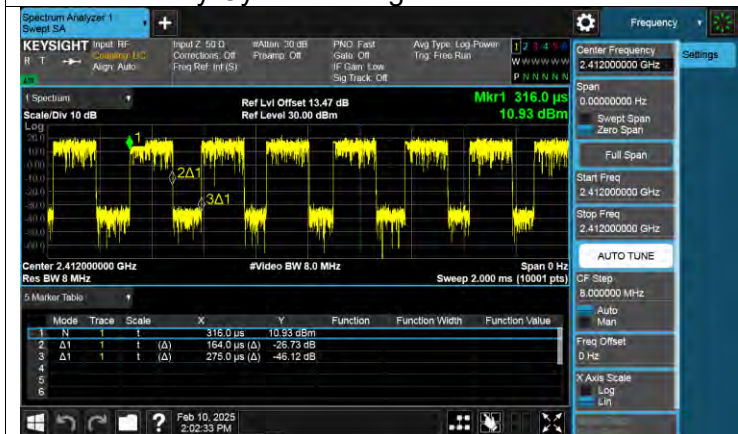 Spectrum Analyzer 1
Swept SA
+
Frequency
KEYSIGHT Input: RF
R T
Coupling: DC
Align: Auto
Input Z: 50 Ω
Corrections: Off
Freq Ref: Int (S)
#Atten: 30 dB
Preamp: Off
PNO: Fast
Gate: Off
IF Gain: Low
Sig Track: Off
Avg Type: Log-Power
Trig: Free Run
1 2 3 4 5 6
W W W W W W
P N N N N N
Center Frequency
2.412000000 GHz
Settings
Span
0.00000000 Hz
Swept Span
Zero Span
Full Span
Start Freq
2.412000000 GHz
Stop Freq
2.412000000 GHz
AUTO TUNE
CF Step
8.000000 MHz
Auto
Man
Freq Offset
0 Hz
X Axis Scale
Log
Lin
1 Spectrum
Scale/Div 10 dB
Ref Lvl Offset 13.47 dB
Ref Level 30.00 dBm
Mkr1 316.0 µs
10.93 dBm
Log
20.0
0.00
1
2Δ1
3Δ1
Center 2.412000000 GHz
Res BW 8 MHz
#Video BW 8.0 MHz
Span 0 Hz
Sweep 2.000 ms (10001 pts)
5 Marker Table
Mode Trace Scale X Y Function Function Width Function Value
1 N 1 t 316.0 µs 10.93 dBm
2 Δ1 1 t (Δ) 164.0 µs (Δ) -26.73 dB
3 Δ1 1 t (Δ) 275.0 µs (Δ) -46.12 dB
4
5
6
?
Feb 10, 2025
2:02:33 PM